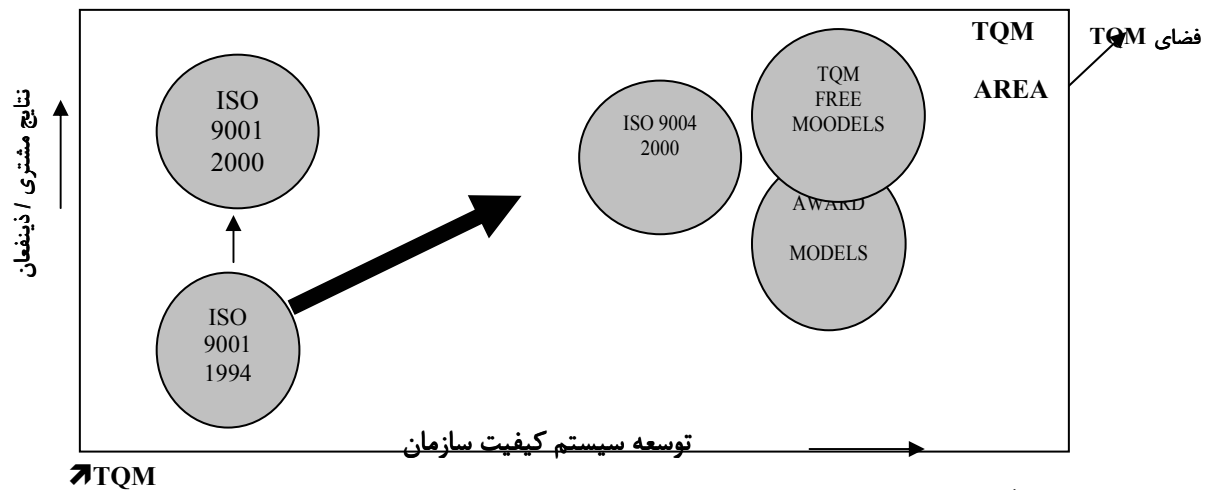 TQM
AREA
فضای TQM
نتایج مشتری / ذینفعان
ISO
9001
2000
ISO 9004
2000
TQM
FREE
MOODELS
AWARD
MODELS
ISO
9001
1994
توسعه سیستم کیفیت سازمان
TQM